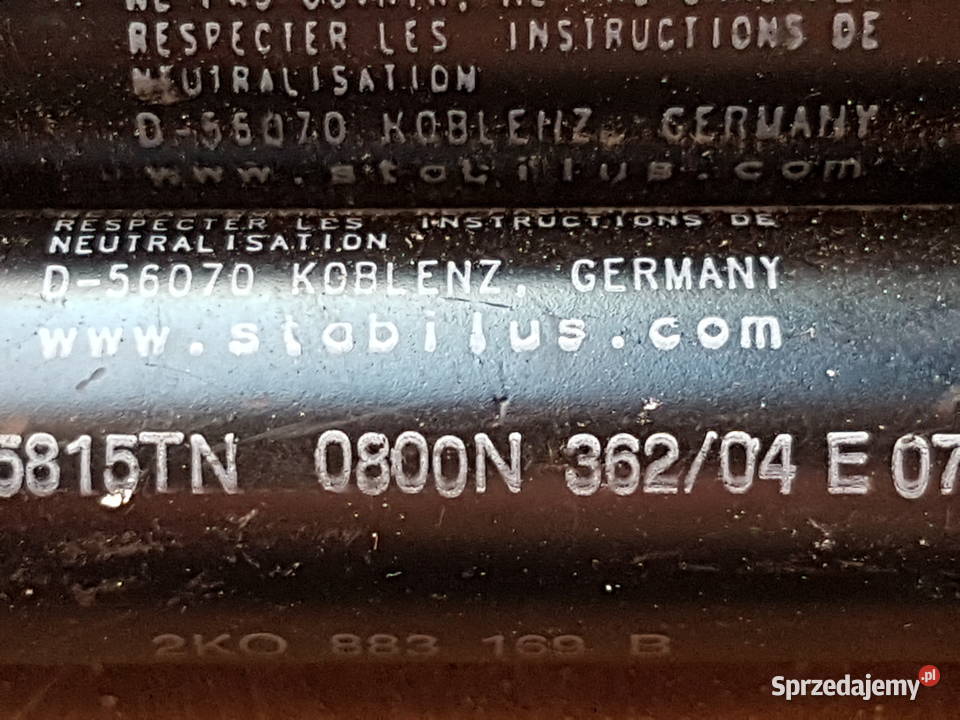 RESPECTER LES INSTRUCTIONS DE
NEUTRALISATION
D-56070 KOBLENZ, GERMANY
www.stabilus.com
RESPECTER LES INSTRUCTIONS DE
NEUTRALISATION
D-56070 KOBLENZ, GERMANY
www.stabilus.com
5815TN 0800N 362/04 E 07
2K0 883 169 B
Sprzedajemy.pl